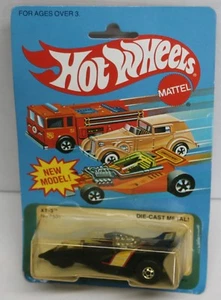 FOR AGES OVER 3
Hot Wheels
MATTEL
NEW
MODEL!
DIE-CAST METAL!